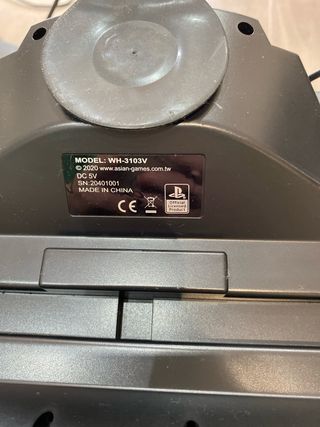 MODEL: WH-3103V
© 2020 www.asian-games.com.tw
DC 5V
SN:20401001
MADE IN CHINA
CE
Official
Licensed
Product